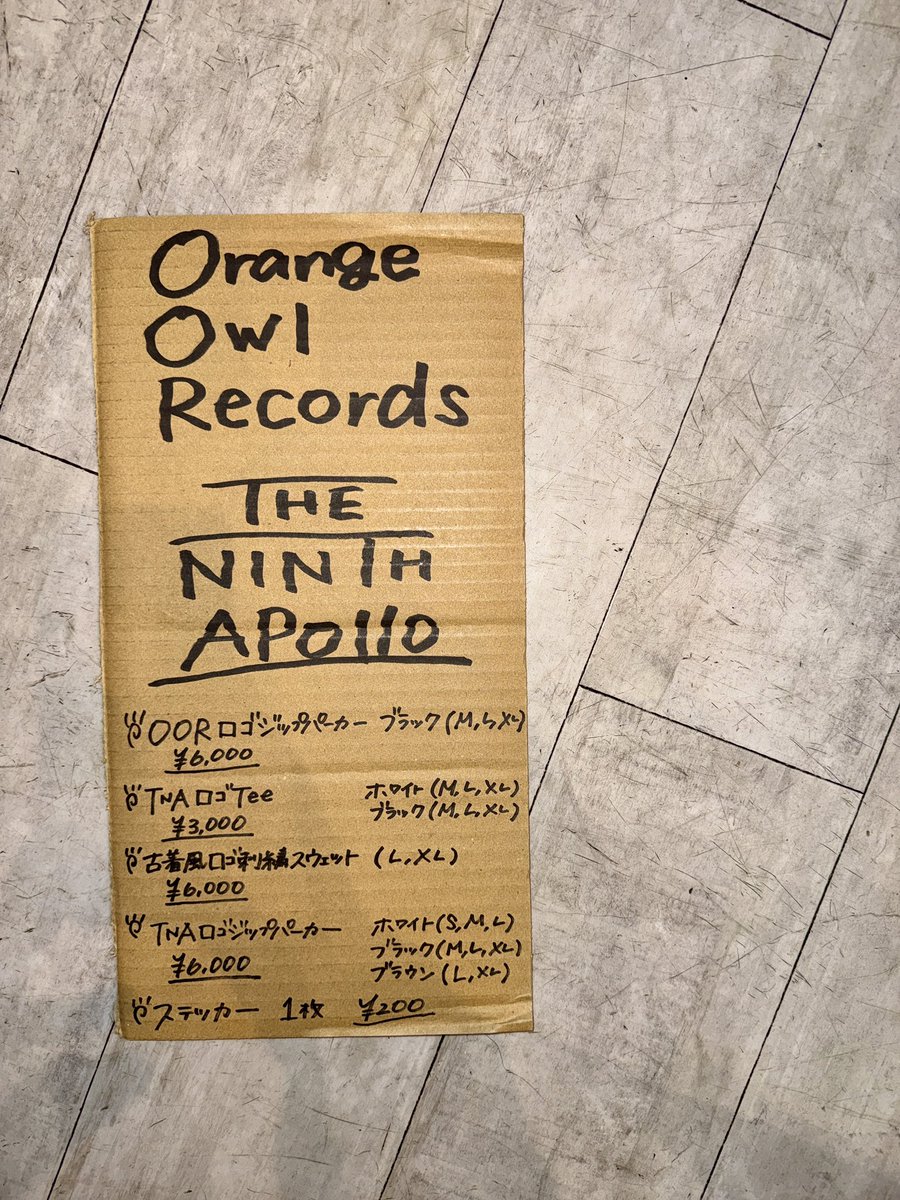 Orange
Owl
Records
THE
NINTH
APOllO
OORロゴジップパーカー ブラック(M,L,XL)
¥6,000
TNAロゴTee ホワイト(M,L,XL)
ブラック(M,L,XL)
¥3,000
古着風ロゴ刺繍スウェット (L,XL)
¥6,000
TNAロゴジップパーカー ホワイト(S,M,L)
ブラック(M,L,XL)
¥6,000 ブラウン(L,XL)
ステッカー 1枚 ¥200